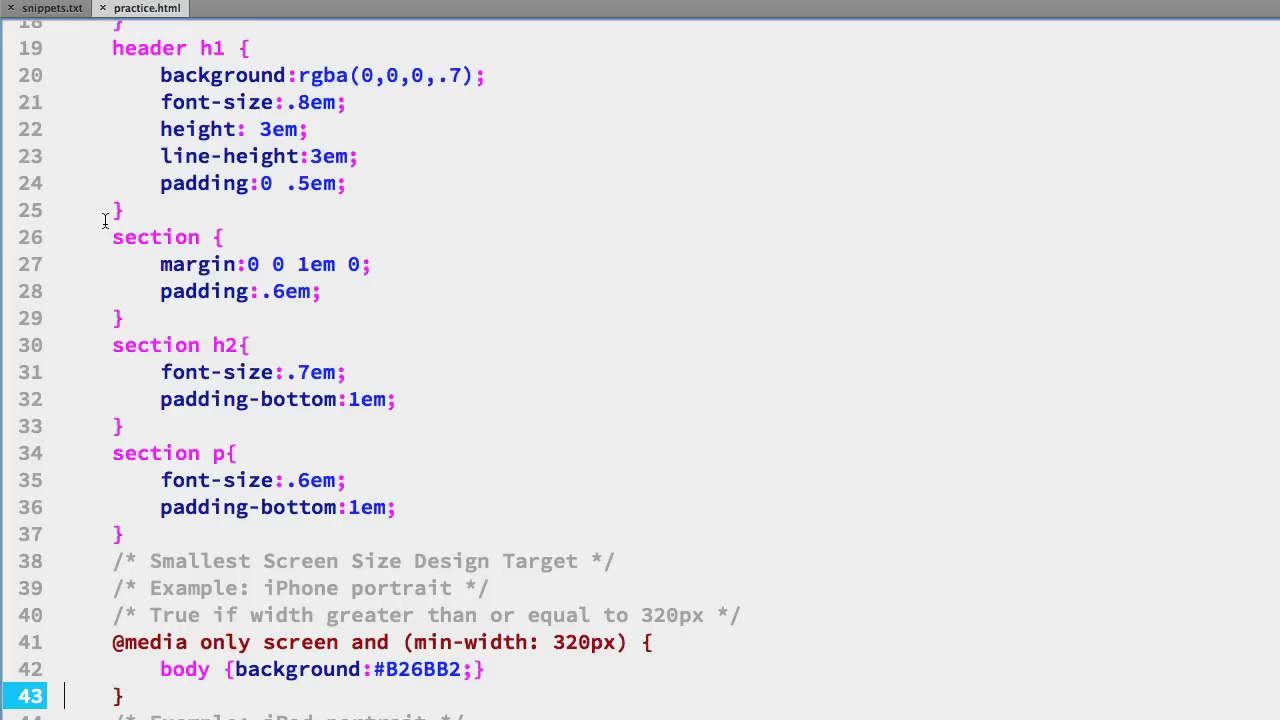 snippets.txt practice.html
18 }
19 header h1 {
20 background:rgba(0,0,0,.7);
21 font-size:.8em;
22 height: 3em;
23 line-height:3em;
24 padding:0 .5em;
25 }
26 section {
27 margin:0 0 1em 0;
28 padding:.6em;
29 }
30 section h2{
31 font-size:.7em;
32 padding-bottom:1em;
33 }
34 section p{
35 font-size:.6em;
36 padding-bottom:1em;
37 }
38 /* Smallest Screen Size Design Target */
39 /* Example: iPhone portrait */
40 /* True if width greater than or equal to 320px */
41 @media only screen and (min-width: 320px) {
42 body {background:#B26BB2;}
43 }
44 /* Example: iPad portrait */